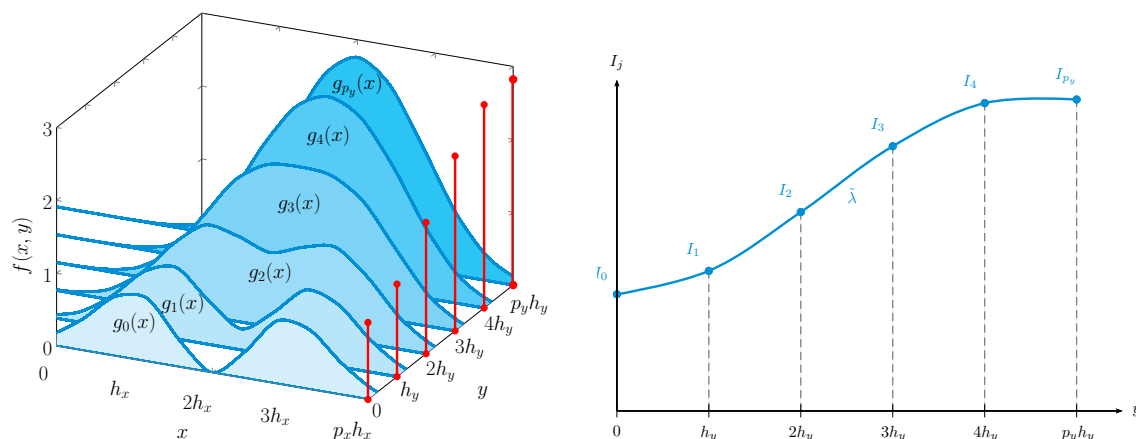 3
2
1
0
f(x, y)
g_{p_y}(x)
g_4(x)
g_3(x)
g_2(x)
g_1(x)
g_0(x)
0
h_x
2h_x
3h_x
p_xh_x
x
0
h_y
2h_y
3h_y
4h_y
p_yh_y
y
I_j
I_0
I_1
I_2
I_3
I_4
I_{p_y}
λ̃
0
h_y
2h_y
3h_y
4h_y
p_yh_y